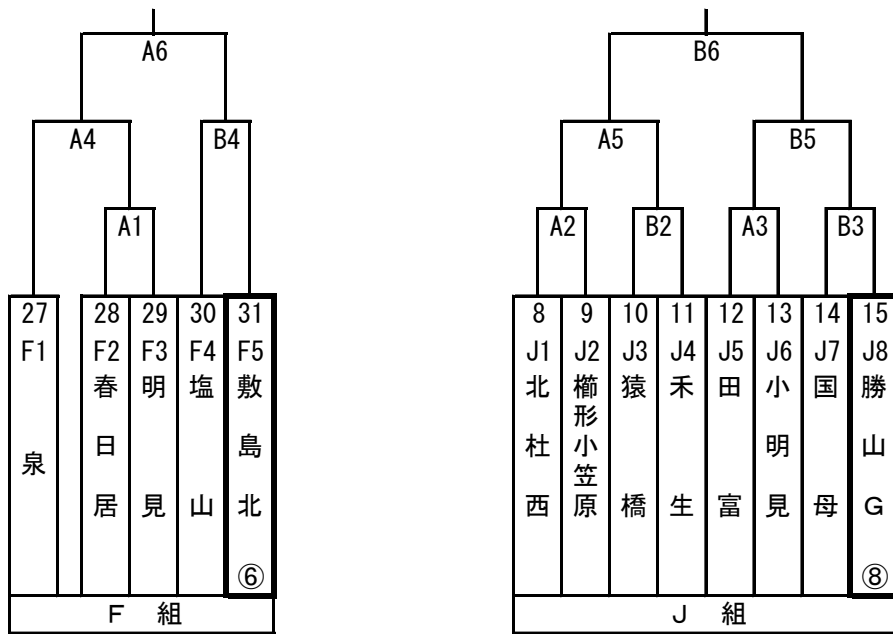 A6 B6
A4 B4 A5 B5
A1 A2 B2 A3 B3
27 28 29 30 31 8 9 10 11 12 13 14 15
F1 F2 F3 F4 F5 J1 J2 J3 J4 J5 J6 J7 J8
泉
春日居
明見
塩山
敷島北
⑥
北杜西
櫛形小笠原
猿橋
禾生
田富
小明見
国母
勝山G
⑧
F 組
J 組